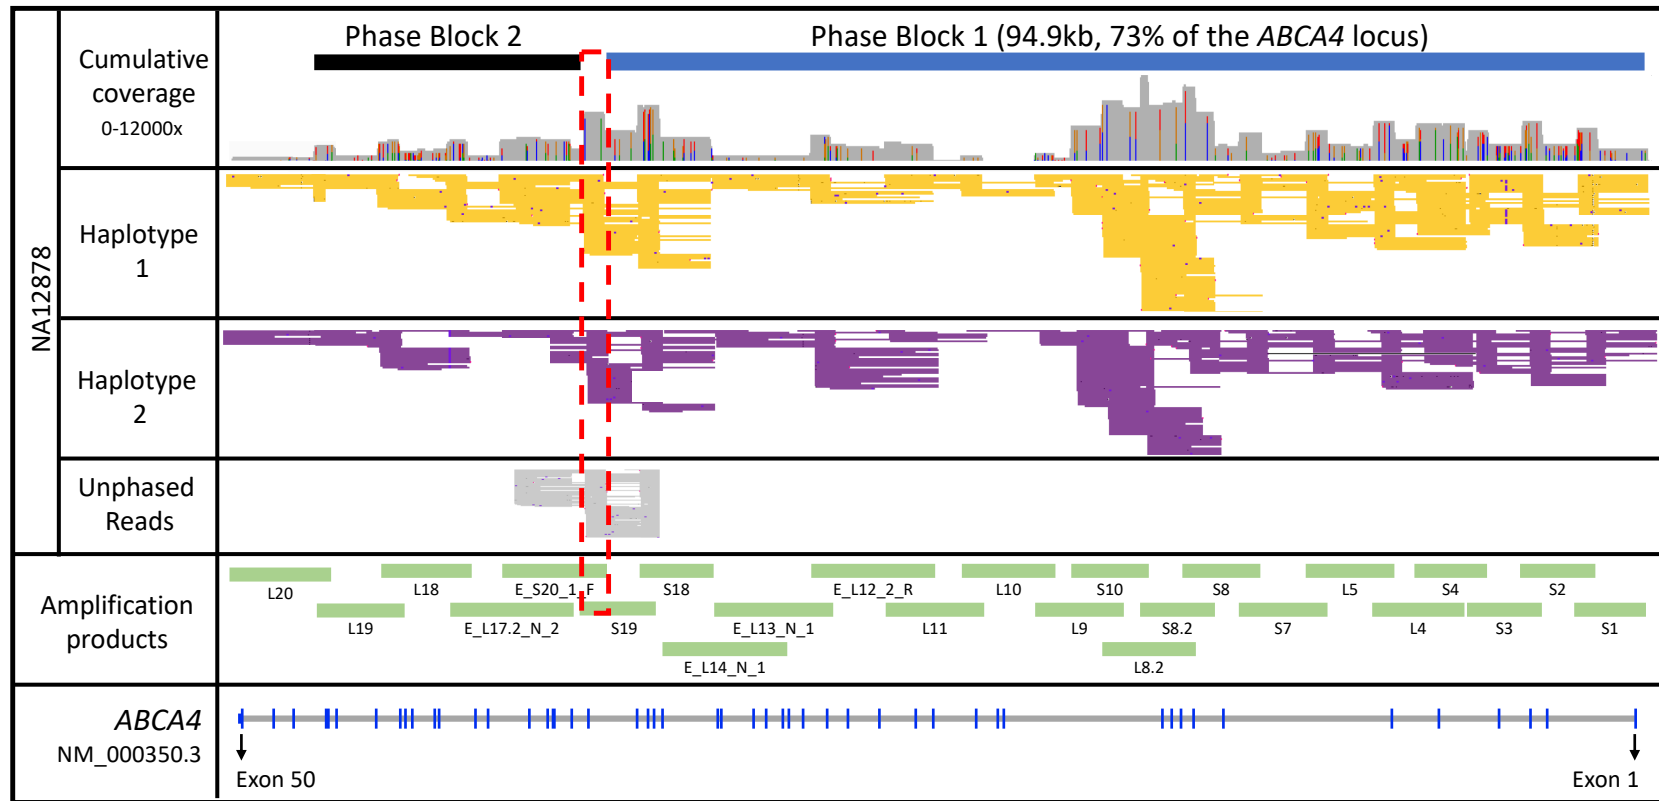 Phase Block 2
Phase Block 1 (94.9kb, 73% of the ABCA4 locus)
Cumulative
coverage
0-12000x
NA12878
Haplotype
1
Haplotype
2
Unphased
Reads
Amplification
products
L20
L18
E_S20_1_F
S18
E_L12_2_R
L10
S10
S8
L5
S4
S2
L19
E_L17.2_N_2
S19
E_L13_N_1
L11
L9
S8.2
S7
L4
S3
S1
E_L14_N_1
L8.2
ABCA4
NM_000350.3
Exon 50
Exon 1